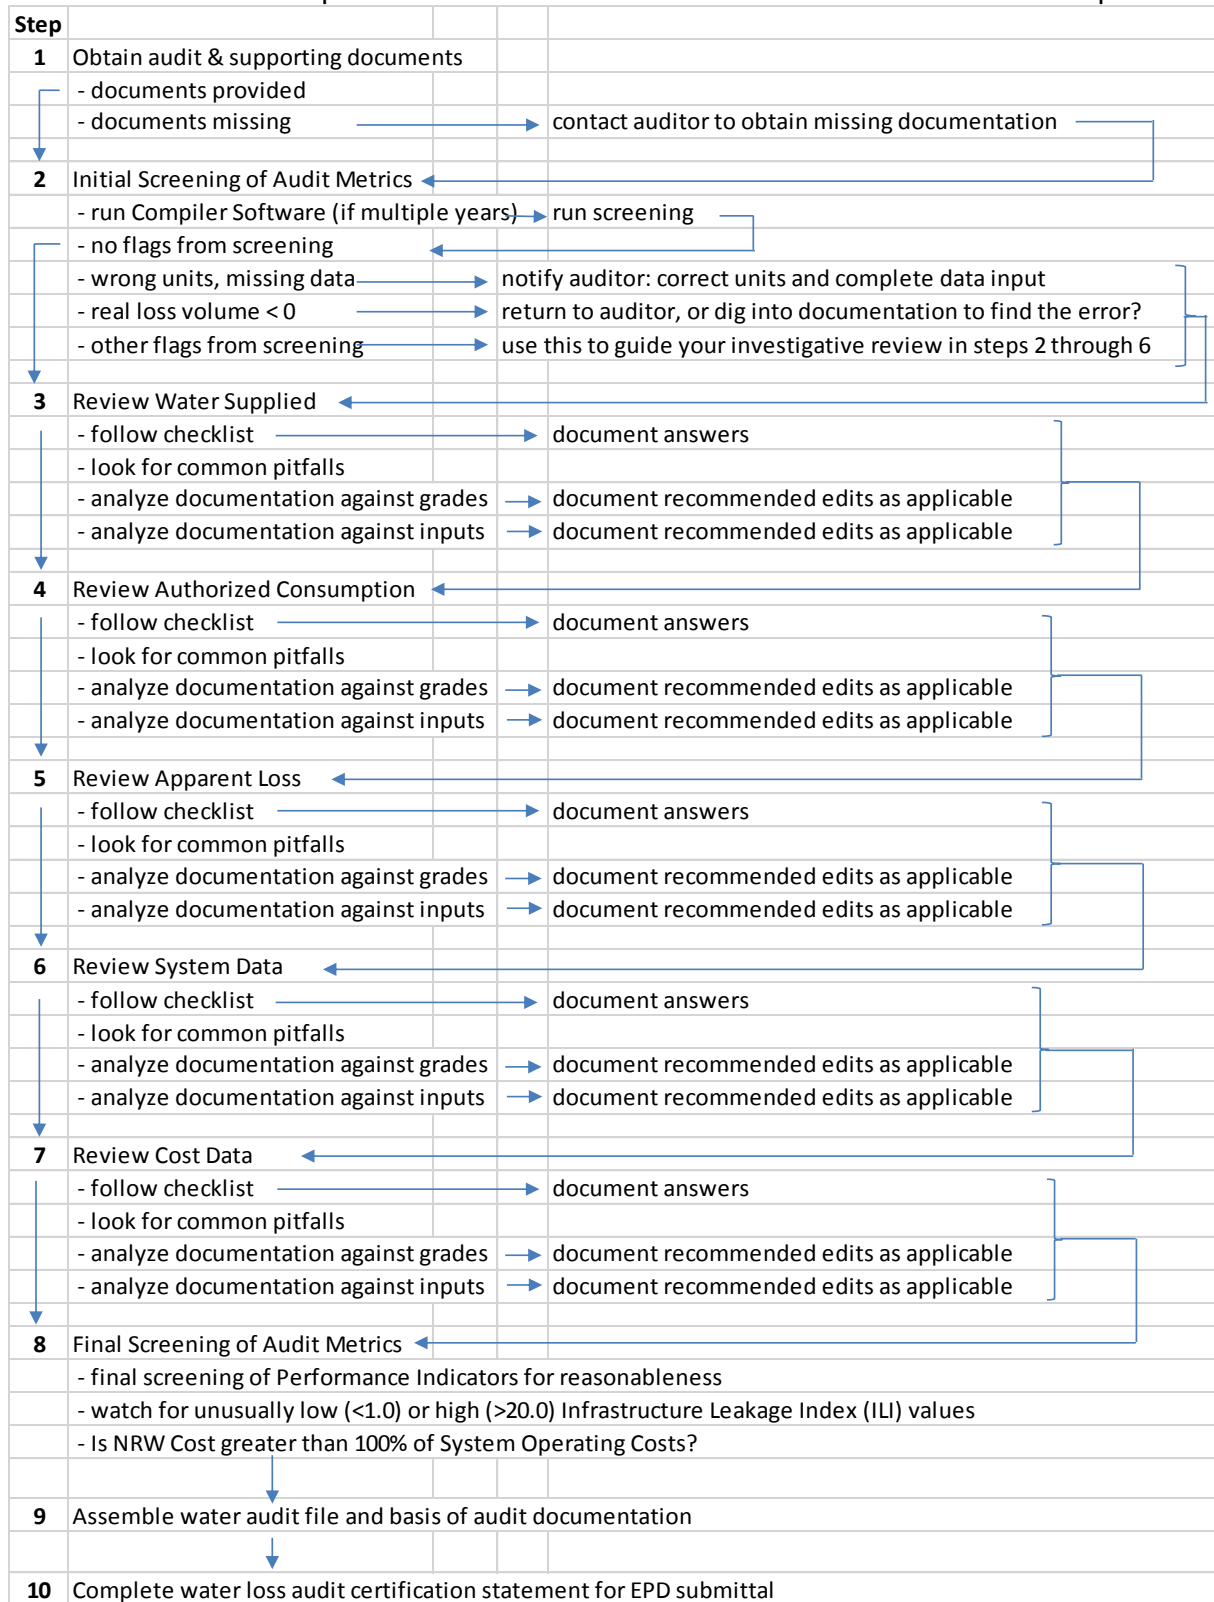 Step
1 Obtain audit & supporting documents
- documents provided
- documents missing contact auditor to obtain missing documentation
2 Initial Screening of Audit Metrics
- run Compiler Software (if multiple years) run screening
- no flags from screening
- wrong units, missing data notify auditor: correct units and complete data input
- real loss volume < 0 return to auditor, or dig into documentation to find the error?
- other flags from screening use this to guide your investigative review in steps 2 through 6
3 Review Water Supplied
- follow checklist document answers
- look for common pitfalls
- analyze documentation against grades document recommended edits as applicable
- analyze documentation against inputs document recommended edits as applicable
4 Review Authorized Consumption
- follow checklist document answers
- look for common pitfalls
- analyze documentation against grades document recommended edits as applicable
- analyze documentation against inputs document recommended edits as applicable
5 Review Apparent Loss
- follow checklist document answers
- look for common pitfalls
- analyze documentation against grades document recommended edits as applicable
- analyze documentation against inputs document recommended edits as applicable
6 Review System Data
- follow checklist document answers
- look for common pitfalls
- analyze documentation against grades document recommended edits as applicable
- analyze documentation against inputs document recommended edits as applicable
7 Review Cost Data
- follow checklist document answers
- look for common pitfalls
- analyze documentation against grades document recommended edits as applicable
- analyze documentation against inputs document recommended edits as applicable
8 Final Screening of Audit Metrics
- final screening of Performance Indicators for reasonableness
- watch for unusually low (<1.0) or high (>20.0) Infrastructure Leakage Index (ILI) values
- Is NRW Cost greater than 100% of System Operating Costs?
9 Assemble water audit file and basis of audit documentation
10 Complete water loss audit certification statement for EPD submittal